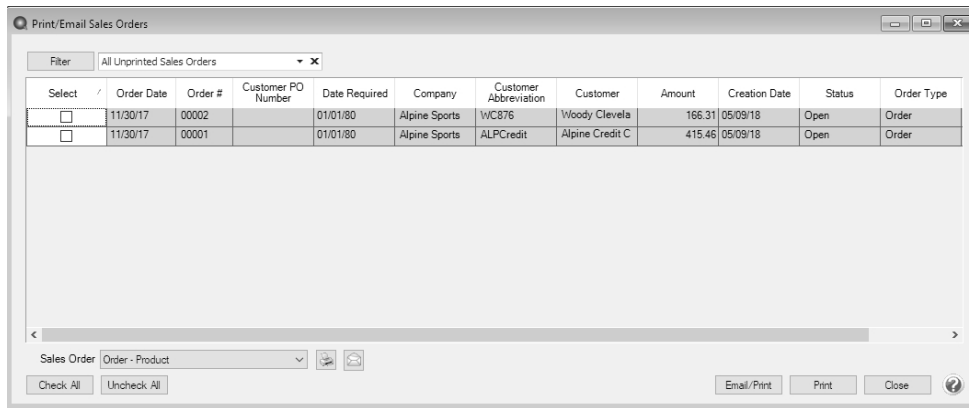 Print/Email Sales Orders
Filter All Unprinted Sales Orders
Select Order Date Order # Customer PO Number Date Required Company Customer Abbreviation Customer Amount Creation Date Status Order Type
11/30/17 00002 01/01/80 Alpine Sports WC876 Woody Clevela 166.31 05/09/18 Open Order
11/30/17 00001 01/01/80 Alpine Sports ALPCredit Alpine Credit C 415.46 05/09/18 Open Order
Sales Order Order - Product
Check All Uncheck All Email/Print Print Close ?